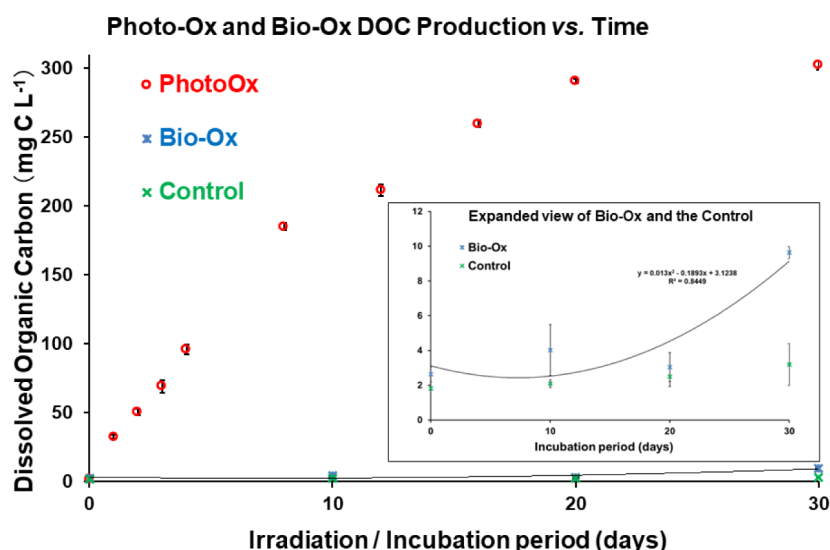 Photo-Ox and Bio-Ox DOC Production vs. Time
Dissolved Organic Carbon (mg C L⁻¹)
300
250
200
150
100
50
0
PhotoOx
Bio-Ox
Control
Expanded view of Bio-Ox and the Control
12
10
8
6
4
2
0
Bio-Ox
Control
y = 0.013x² - 0.1893x + 3.1238
R² = 0.8449
0 10 20 30
Incubation period (days)
0 10 20 30
Irradiation / Incubation period (days)